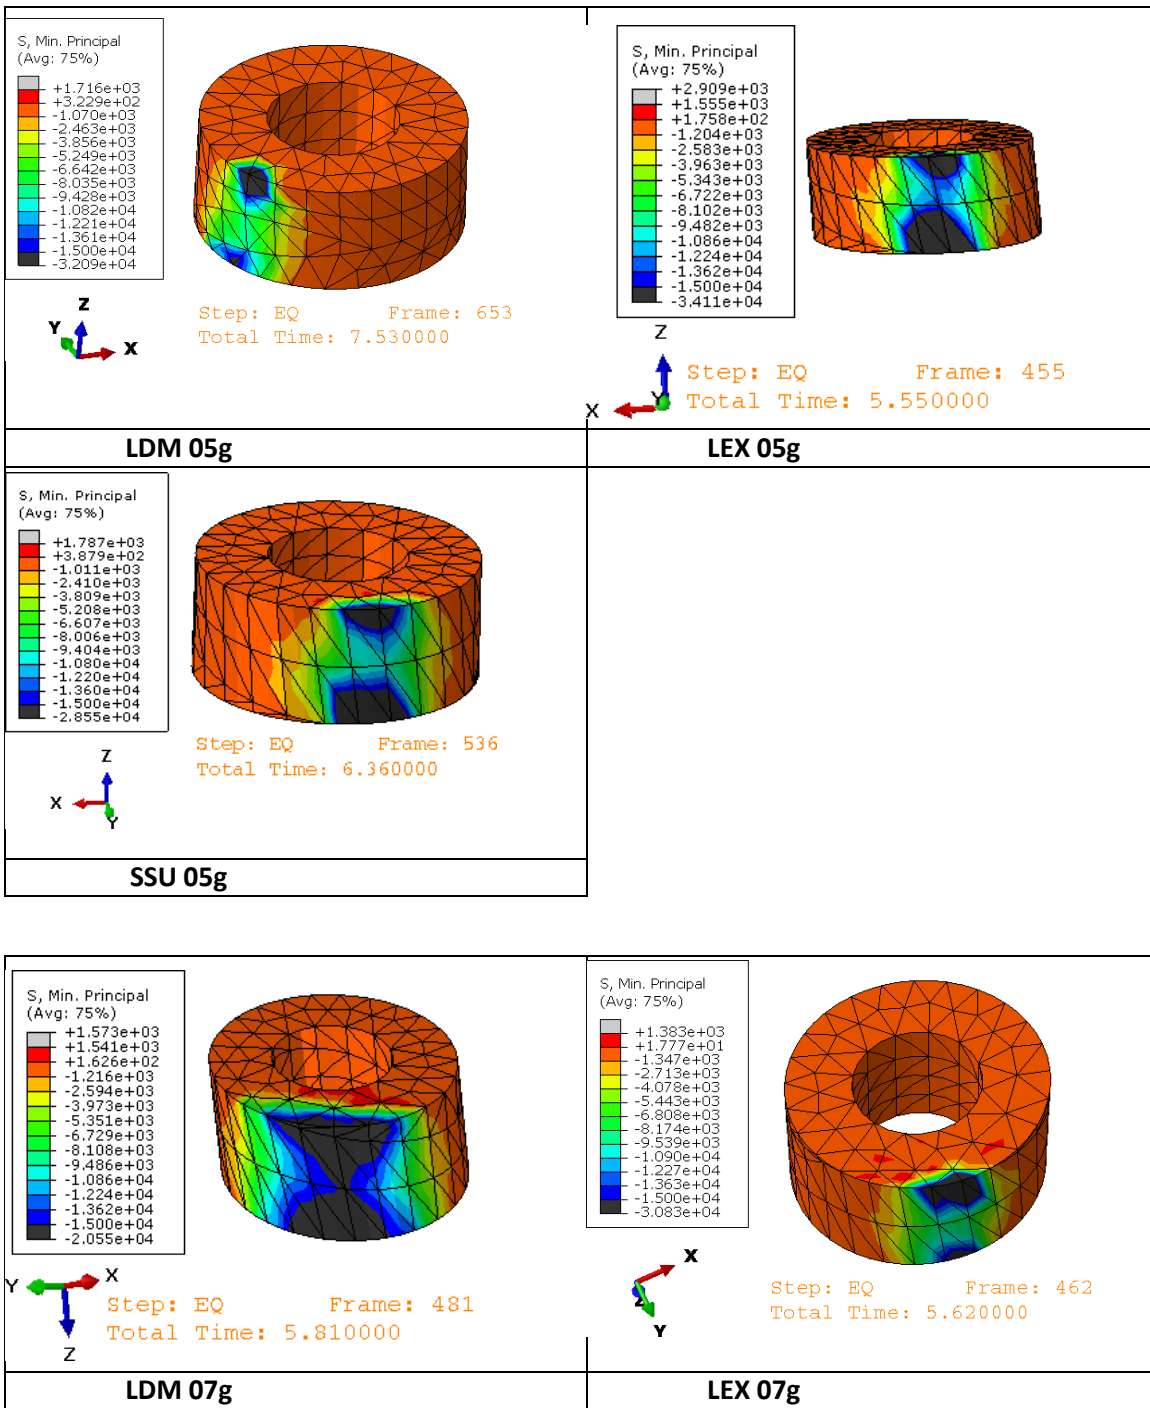 S, Min. Principal
(Avg: 75%)
+1.716e+03
+3.229e+02
-1.070e+03
-2.463e+03
-3.856e+03
-5.249e+03
-6.642e+03
-8.035e+03
-9.428e+03
-1.082e+04
-1.221e+04
-1.361e+04
-1.500e+04
-3.209e+04
Z
Y
X
Step: EQ Frame: 653
Total Time: 7.530000
LDM 05g
S, Min. Principal
(Avg: 75%)
+2.909e+03
+1.555e+03
+1.758e+02
-1.204e+03
-2.583e+03
-3.963e+03
-5.343e+03
-6.722e+03
-8.102e+03
-9.482e+03
-1.086e+04
-1.224e+04
-1.362e+04
-1.500e+04
-3.411e+04
Z
Y
X
Step: EQ Frame: 455
Total Time: 5.550000
LEX 05g
S, Min. Principal
(Avg: 75%)
+1.787e+03
+3.879e+02
-1.011e+03
-2.410e+03
-3.809e+03
-5.208e+03
-6.607e+03
-8.006e+03
-9.404e+03
-1.080e+04
-1.220e+04
-1.360e+04
-1.500e+04
-2.855e+04
Z
X
Y
Step: EQ Frame: 536
Total Time: 6.360000
SSU 05g
S, Min. Principal
(Avg: 75%)
+1.573e+03
+1.541e+03
+1.626e+02
-1.216e+03
-2.594e+03
-3.973e+03
-5.351e+03
-6.729e+03
-8.108e+03
-9.486e+03
-1.086e+04
-1.224e+04
-1.362e+04
-1.500e+04
-2.055e+04
Y
X
Z
Step: EQ Frame: 481
Total Time: 5.810000
LDM 07g
S, Min. Principal
(Avg: 75%)
+1.383e+03
+1.777e+01
-1.347e+03
-2.713e+03
-4.078e+03
-5.443e+03
-6.808e+03
-8.174e+03
-9.539e+03
-1.090e+04
-1.227e+04
-1.363e+04
-1.500e+04
-3.083e+04
X
Z
Y
Step: EQ Frame: 462
Total Time: 5.620000
LEX 07g